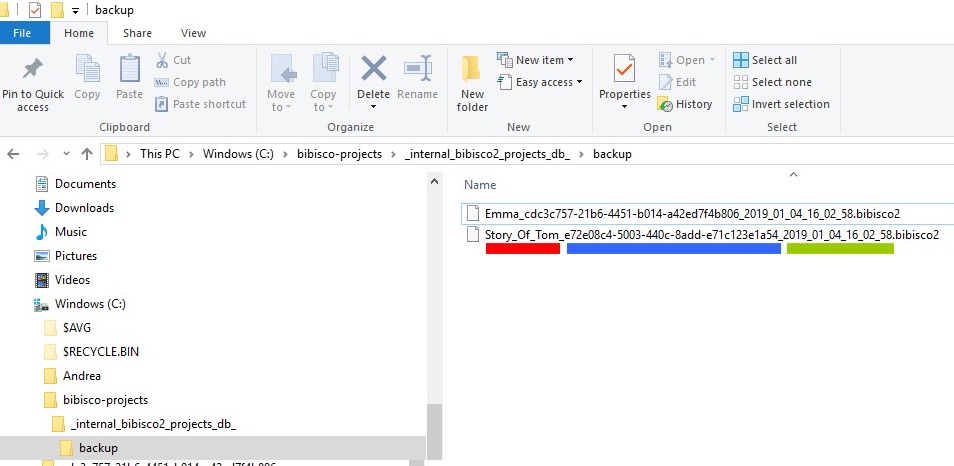 backup
File Home Share View
Pin to Quick access
Copy
Paste
Cut
Copy path
Paste shortcut
Clipboard
Move to
Copy to
Delete
Rename
Organize
New folder
New item
Easy access
New
Properties
Open
Edit
History
Open
Select all
Select none
Invert selection
Select
This PC > Windows (C:) > bibisco-projects > _internal_bibisco2_projects_db_ > backup
Documents
Downloads
Music
Pictures
Videos
Windows (C:)
$AVG
$RECYCLE.BIN
Andrea
bibisco-projects
_internal_bibisco2_projects_db_
backup
Name
Emma_cdc3c757-21b6-4451-b014-a42ed7f4b806_2019_01_04_16_02_58.bibisco2
Story_Of_Tom_e72e08c4-5003-440c-8add-e71c123e1a54_2019_01_04_16_02_58.bibisco2